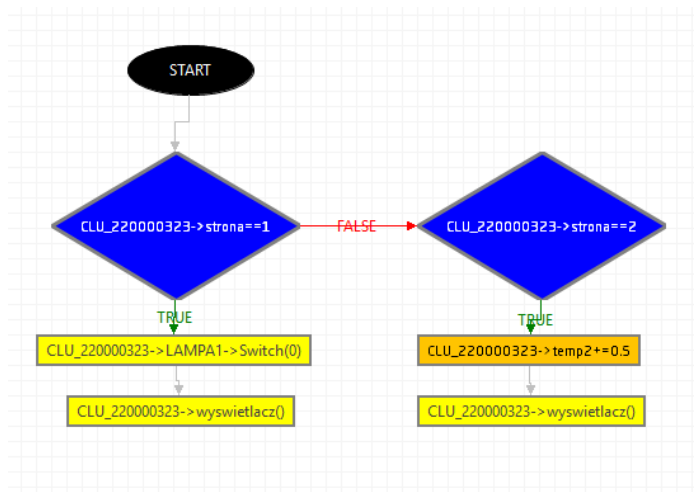 START
CLU_220000323->strona==1
FALSE
CLU_220000323->strona==2
TRUE
TRUE
CLU_220000323->LAMPA1->Switch(0)
CLU_220000323->temp2+=0.5
CLU_220000323->wyswietlacz()
CLU_220000323->wyswietlacz()